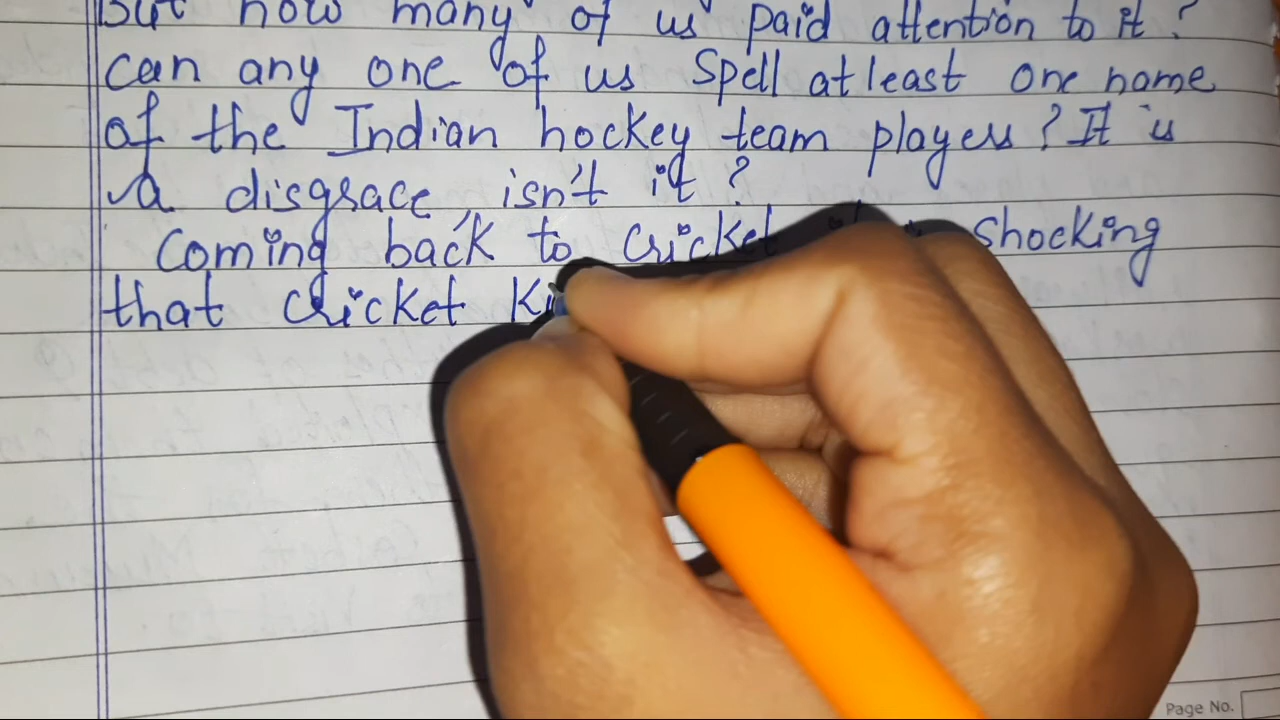 But how many of us paid attention to it?
can any one of us Spell atleast one name
of the Indian hockey team players? It is
a disgrace, isn't it?
Coming back to cricket shocking
that cricket
Page No.